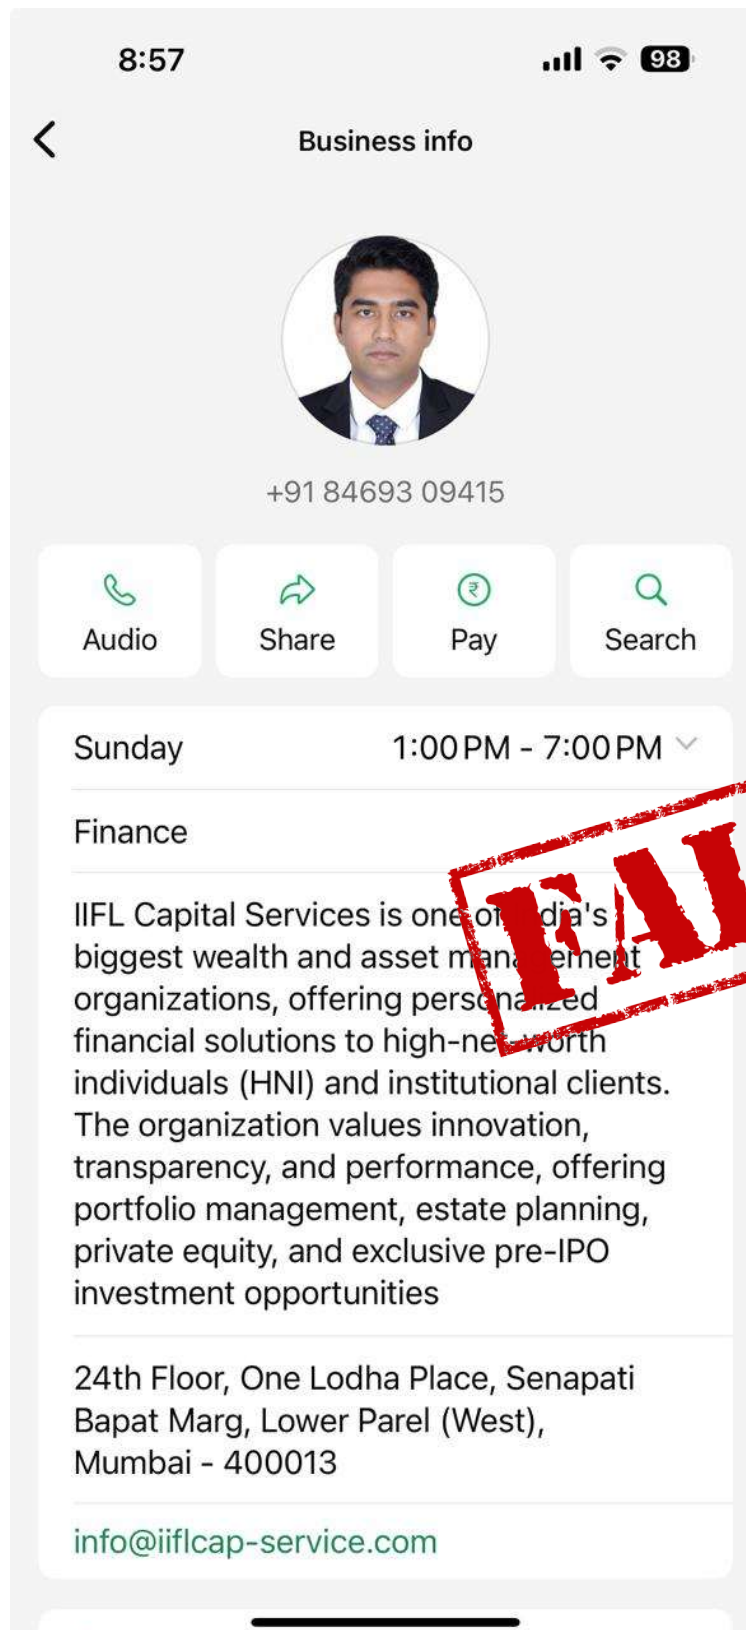 8:57
98
Business info
+91 84693 09415
Audio Share Pay Search
Sunday 1:00 PM - 7:00 PM
Finance
FAI
IIFL Capital Services is one of India's
biggest wealth and asset management
organizations, offering personalized
financial solutions to high-net-worth
individuals (HNI) and institutional clients.
The organization values innovation,
transparency, and performance, offering
portfolio management, estate planning,
private equity, and exclusive pre-IPO
investment opportunities
24th Floor, One Lodha Place, Senapati
Bapat Marg, Lower Parel (West),
Mumbai - 400013
info@iiflcap-service.com